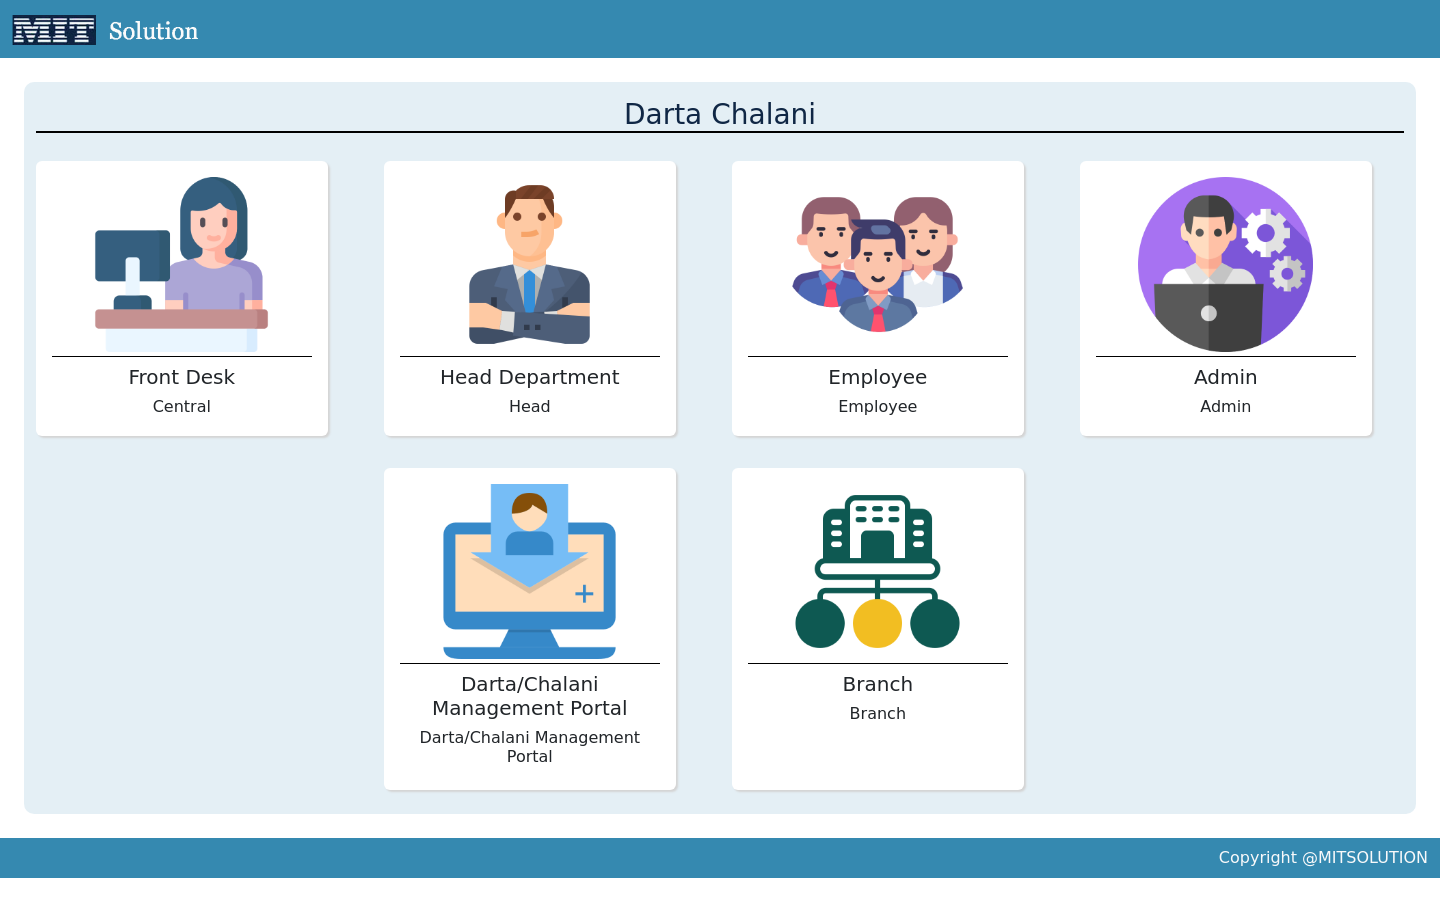 MIT Solution
Darta Chalani
Front Desk
Central
Head Department
Head
Employee
Employee
Admin
Admin
Darta/Chalani
Management Portal
Darta/Chalani Management
Portal
Branch
Branch
Copyright @MITSOLUTION